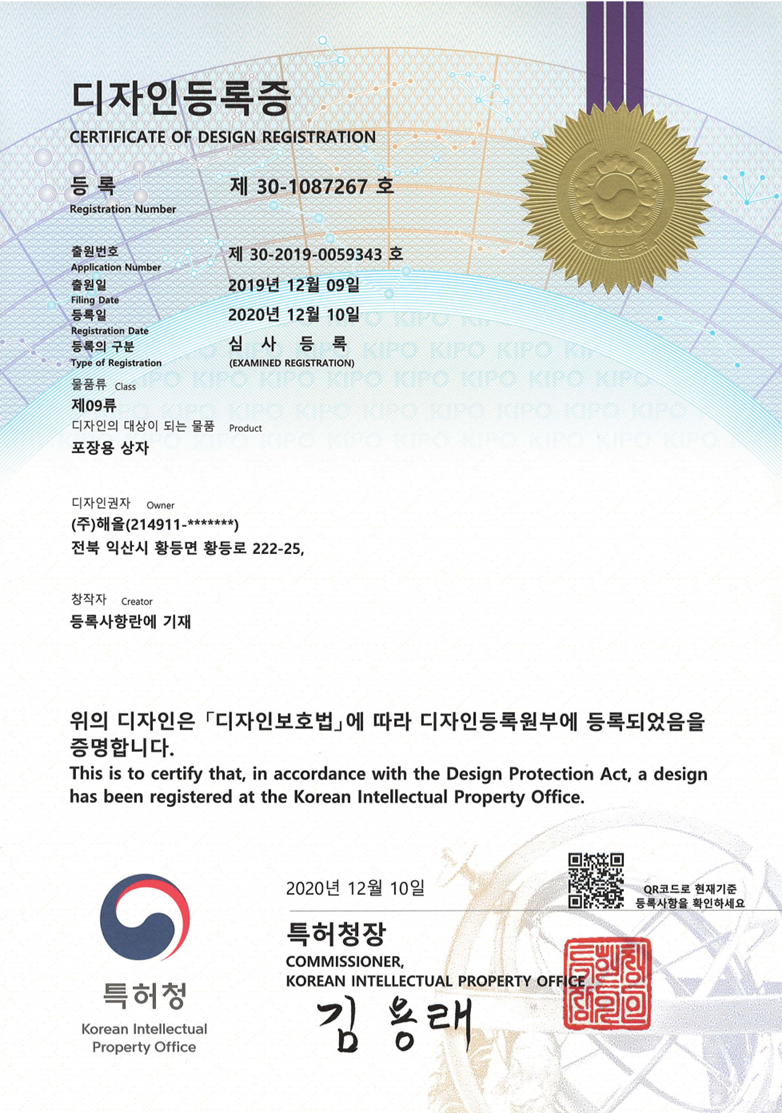 디자인등록증
CERTIFICATE OF DESIGN REGISTRATION
등 록 제 30-1087267 호
Registration Number
출원번호 제 30-2019-0059343 호
Application Number
출원일 2019년 12월 09일
Filing Date
등록일 2020년 12월 10일
Registration Date
등록의 구분 심 사 등 록
Type of Registration (EXAMINED REGISTRATION)
물품류 Class
제09류
디자인의 대상이 되는 물품 Product
포장용 상자
디자인권자 Owner
(주)해올(214911-*******)
전북 익산시 황등면 황등로 222-25,
창작자 Creator
등록사항란에 기재
위의 디자인은 「디자인보호법」에 따라 디자인등록원부에 등록되었음을
증명합니다.
This is to certify that, in accordance with the Design Protection Act, a design
has been registered at the Korean Intellectual Property Office.
2020년 12월 10일
QR코드로 현재기준
등록사항을 확인하세요
특허청장
COMMISSIONER,
KOREAN INTELLECTUAL PROPERTY OFFICE
김용래
특허청
Korean Intellectual
Property Office